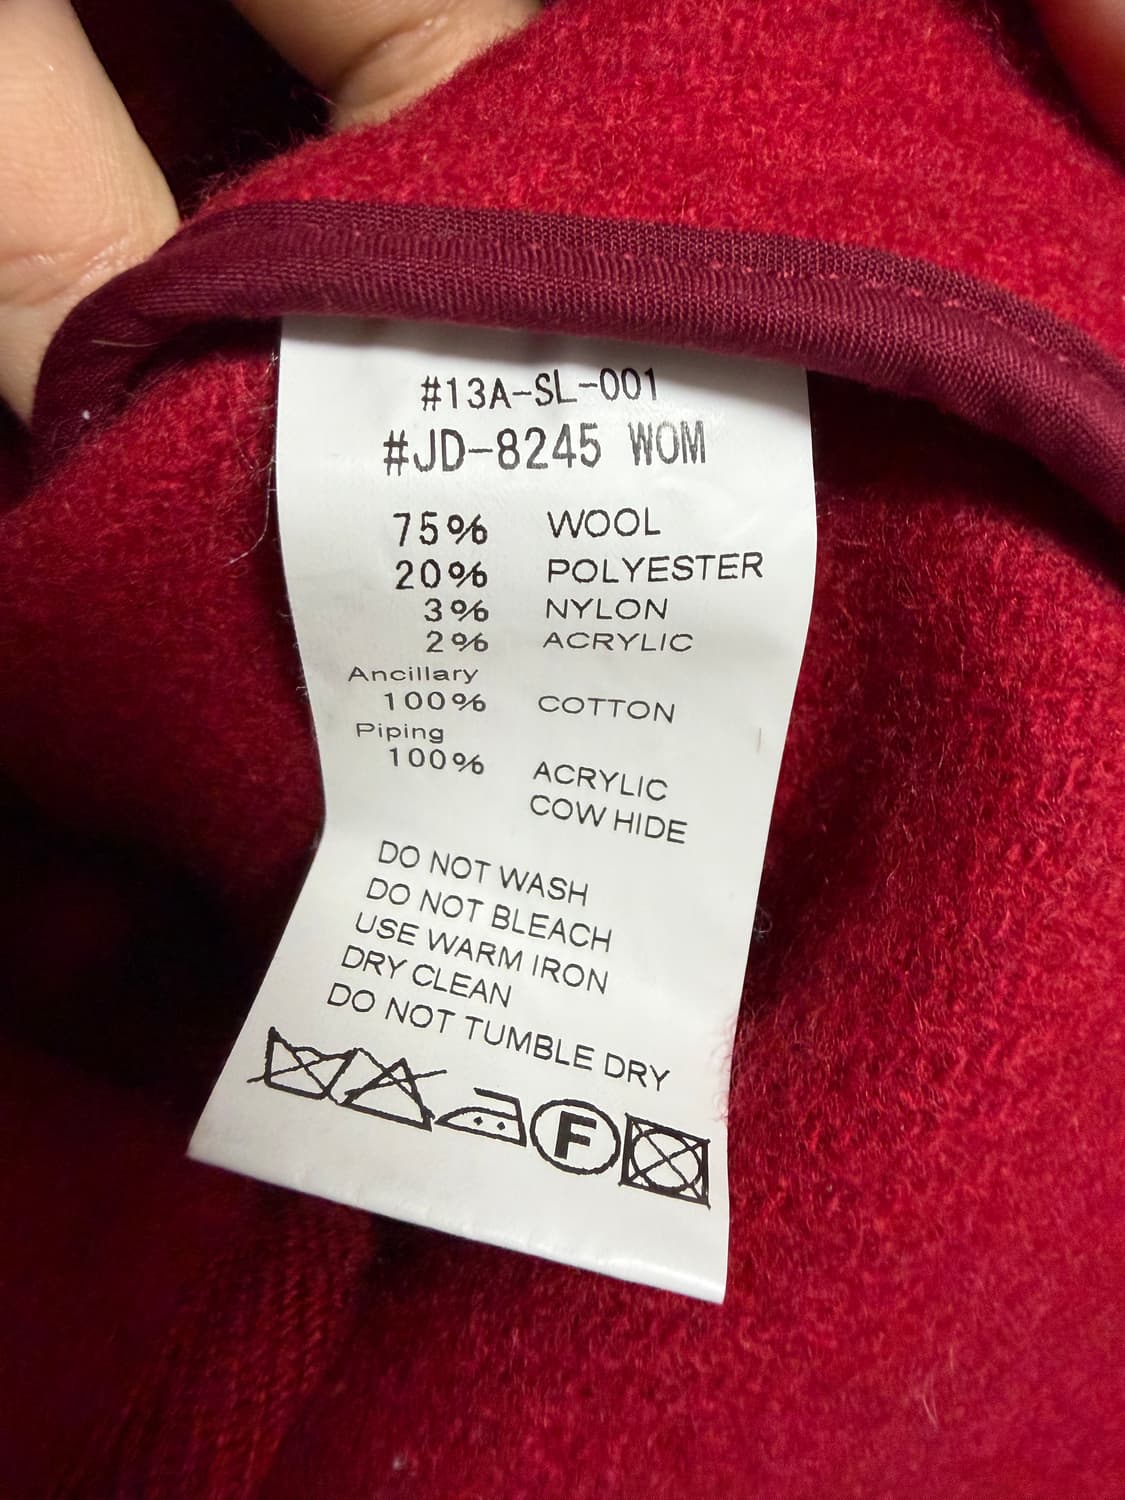 #13A-SL-001
#JD-8245 WOM
75% WOOL
20% POLYESTER
3% NYLON
2% ACRYLIC
Ancillary
100% COTTON
Piping
100% ACRYLIC
COW HIDE
DO NOT WASH
DO NOT BLEACH
USE WARM IRON
DRY CLEAN
DO NOT TUMBLE DRY
F